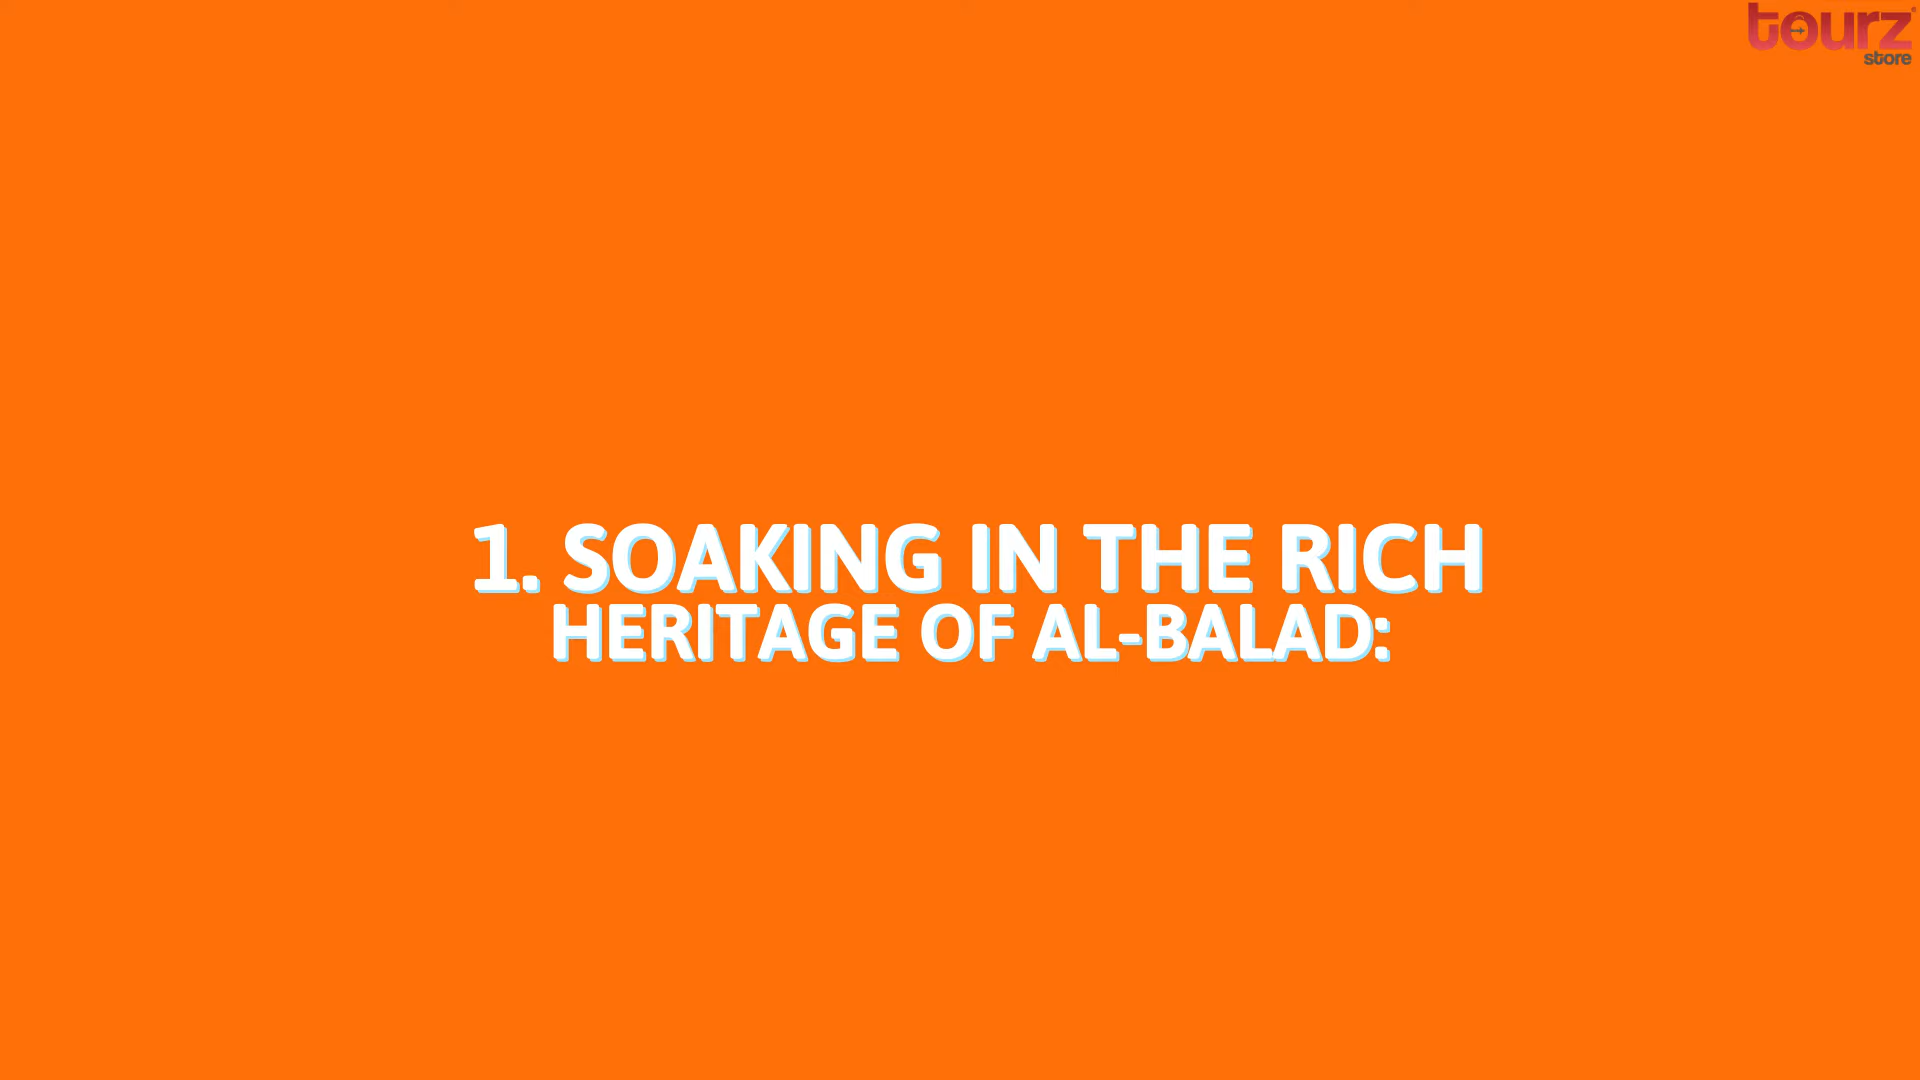 tourz
store
1. SOAKING IN THE RICH
HERITAGE OF AL-BALAD: